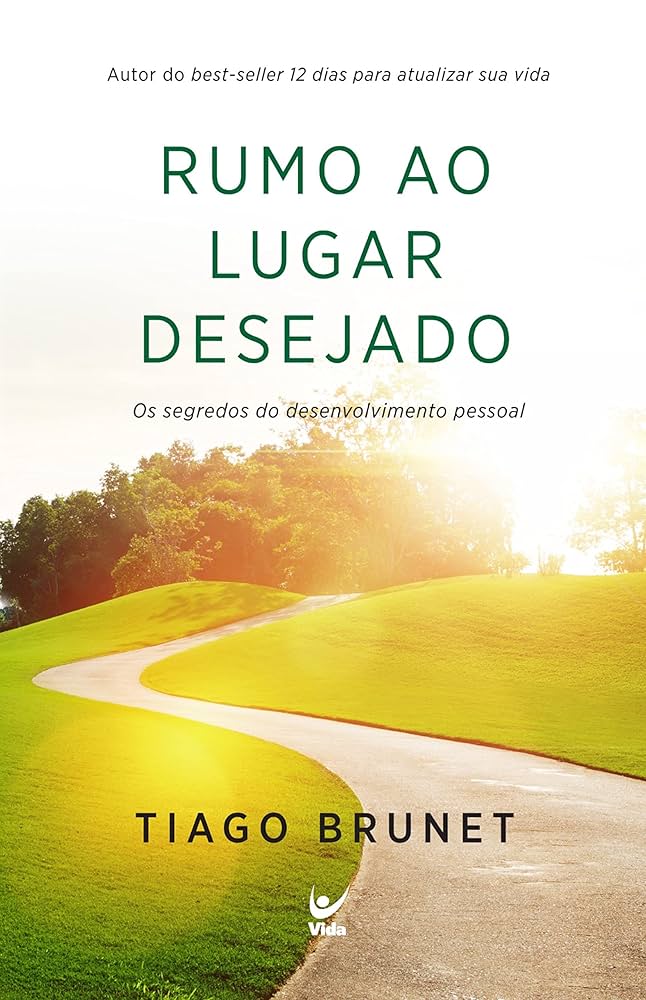 Autor do best-seller 12 dias para atualizar sua vida
RUMO AO
LUGAR
DESEJADO
Os segredos do desenvolvimento pessoal
TIAGO BRUNET
Vida